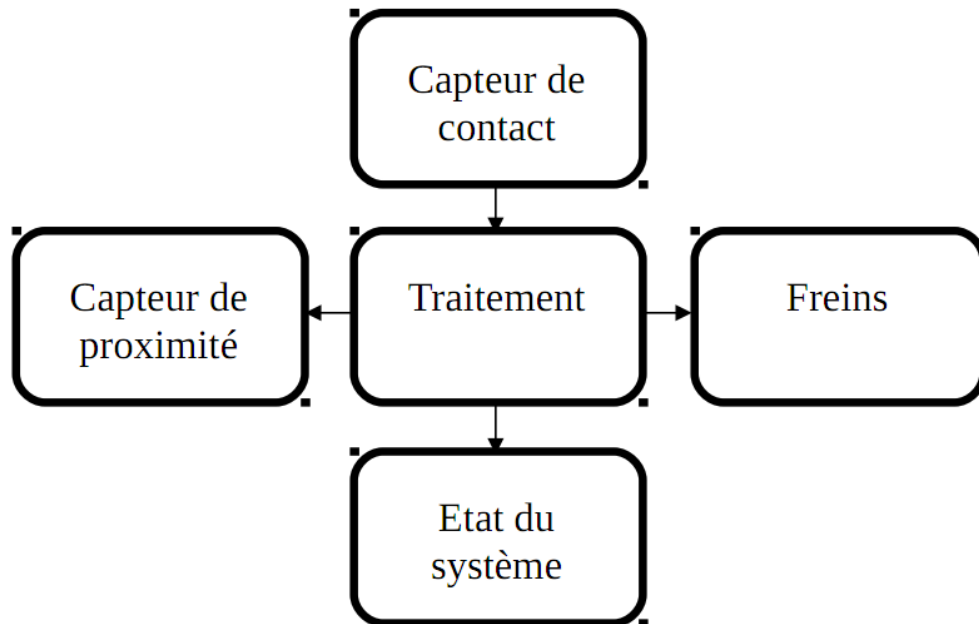 Capteur de
contact
Capteur de
proximité
Traitement
Freins
Etat du
système